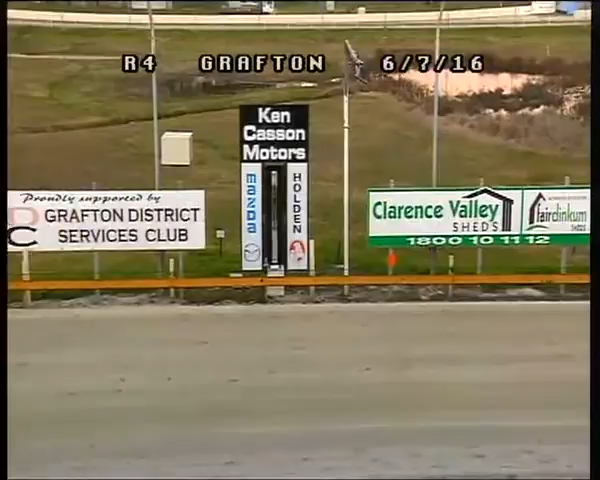 R4 GRAFTON 6/7/16
Ken
Casson
Motors
mazda
HOLDEN
Proudly supported by
GRAFTON DISTRICT
SERVICES CLUB
D
C
Clarence Valley
SHEDS
1800 10 11 12
fairdinkum
SHEDS